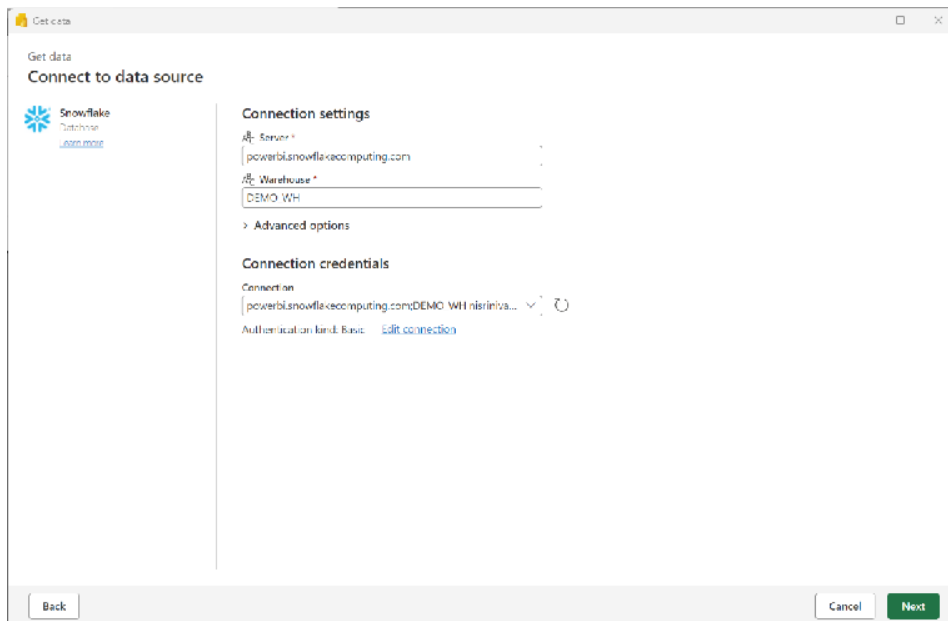 Get data
Get data
Connect to data source
Snowflake
Database
Learn more
Connection settings
Server *
powerbi.snowflakecomputing.com
Warehouse *
DEMO_WH
> Advanced options
Connection credentials
Connection
powerbi.snowflakecomputing.com;DEMO_WH nisriniva...
Authentication kind: Basic Edit connection
Back
Cancel
Next